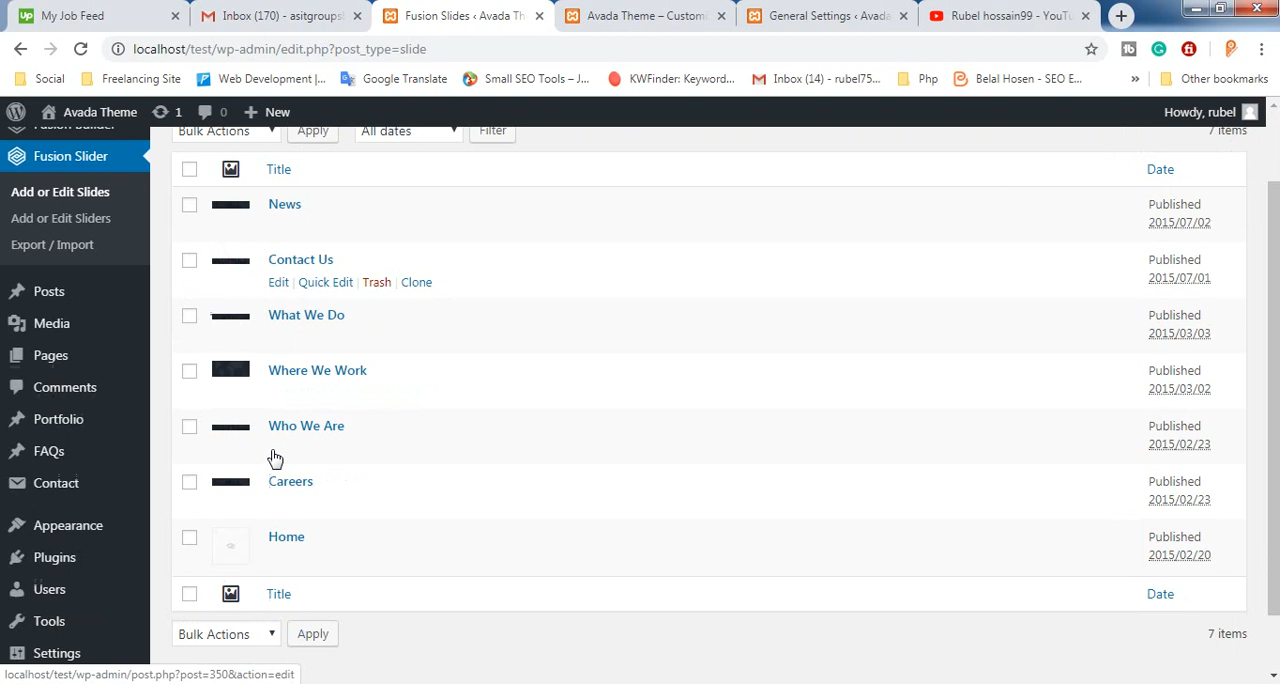 My Job Feed
Inbox (170) - asitgroupsl
Fusion Slides ‹ Avada Th
Avada Theme – Custom
General Settings ‹ Avada
Rubel hossain99 - YouTu
localhost/test/wp-admin/edit.php?post_type=slide
Social
Freelancing Site
Web Development |...
Google Translate
Small SEO Tools – J...
KWFinder: Keyword...
Inbox (14) - rubel75...
Php
Belal Hosen - SEO E...
»
Other bookmarks
Avada Theme
1
0
New
Howdy, rubel
Fusion Builder
Fusion Slider
Add or Edit Slides
Add or Edit Sliders
Export / Import
Posts
Media
Pages
Comments
Portfolio
FAQs
Contact
Appearance
Plugins
Users
Tools
Settings
Bulk Actions
Apply
All dates
Filter
7 items
Title
Date
News
Published
2015/07/02
Contact Us
Edit | Quick Edit | Trash | Clone
Published
2015/07/01
What We Do
Published
2015/03/03
Where We Work
Published
2015/03/02
Who We Are
Published
2015/02/23
Careers
Published
2015/02/23
Home
Published
2015/02/20
Title
Date
Bulk Actions
Apply
7 items
localhost/test/wp-admin/post.php?post=350&action=edit